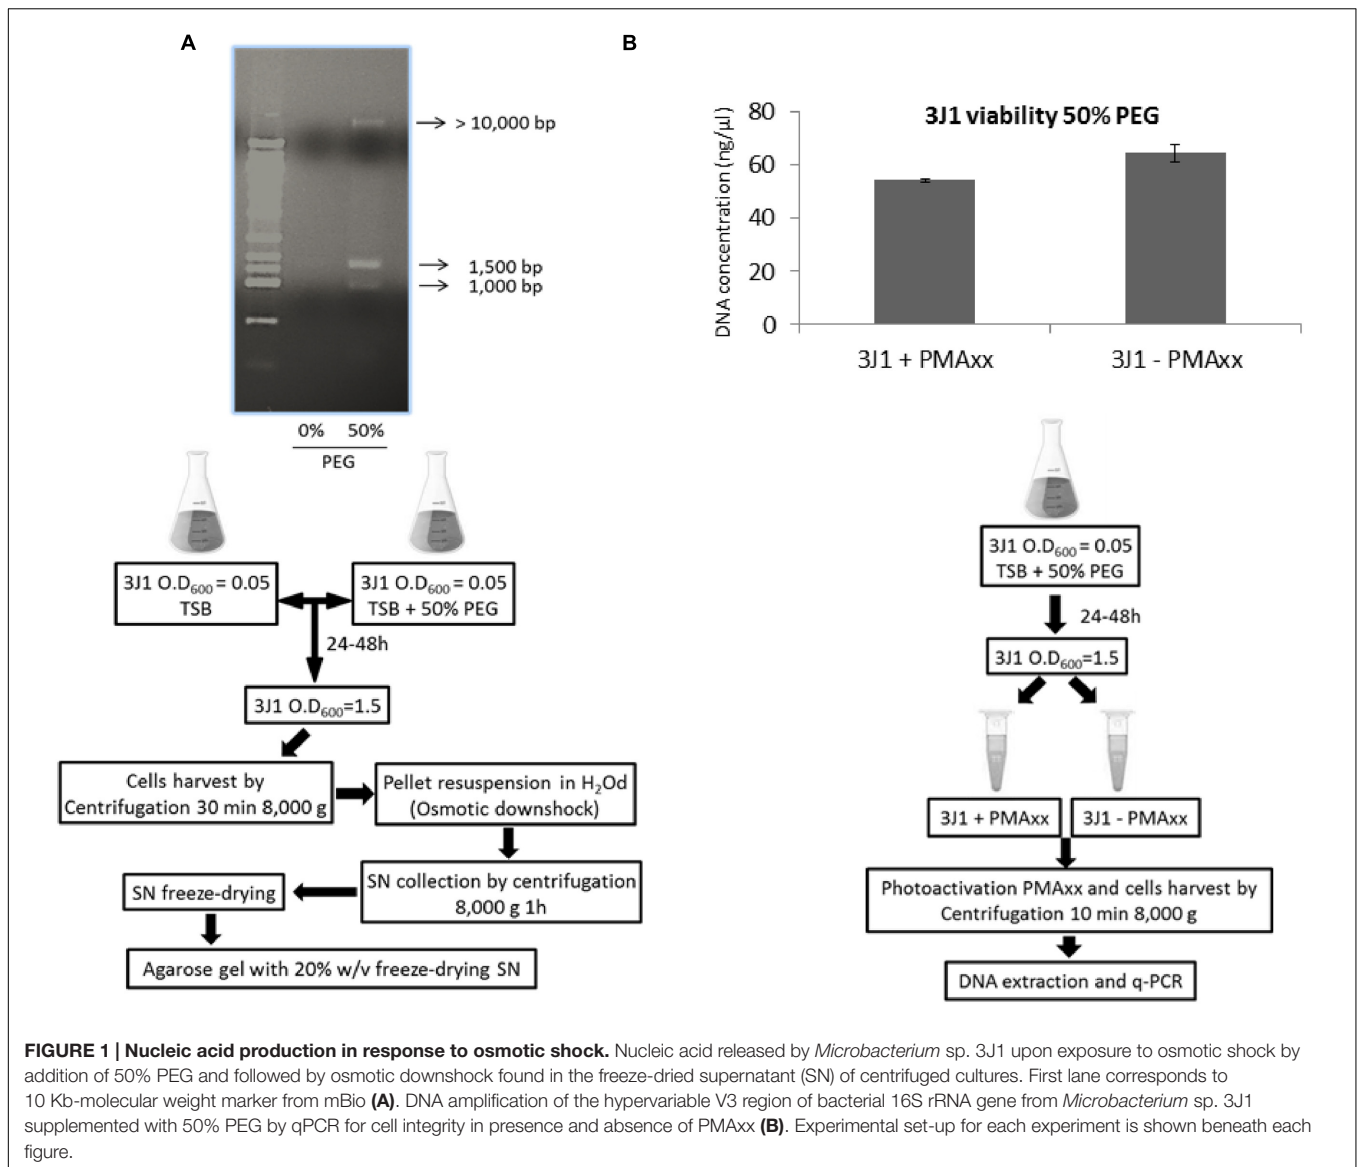 A
> 10,000 bp
1,500 bp
1,000 bp
0% 50%
PEG
3J1 O.D600 = 0.05
TSB
3J1 O.D600 = 0.05
TSB + 50% PEG
24-48h
3J1 O.D600=1.5
Cells harvest by
Centrifugation 30 min 8,000 g
Pellet resuspension in H2Od
(Osmotic downshock)
SN collection by centrifugation
8,000 g 1h
SN freeze-drying
Agarose gel with 20% w/v freeze-drying SN
B
3J1 viability 50% PEG
DNA concentration (ng/µl)
80
60
40
20
0
3J1 + PMAxx
3J1 - PMAxx
3J1 O.D600 = 0.05
TSB + 50% PEG
24-48h
3J1 O.D600=1.5
3J1 + PMAxx
3J1 - PMAxx
Photoactivation PMAxx and cells harvest by
Centrifugation 10 min 8,000 g
DNA extraction and q-PCR
FIGURE 1 | Nucleic acid production in response to osmotic shock. Nucleic acid released by Microbacterium sp. 3J1 upon exposure to osmotic shock by
addition of 50% PEG and followed by osmotic downshock found in the freeze-dried supernatant (SN) of centrifuged cultures. First lane corresponds to
10 Kb-molecular weight marker from mBio (A). DNA amplification of the hypervariable V3 region of bacterial 16S rRNA gene from Microbacterium sp. 3J1
supplemented with 50% PEG by qPCR for cell integrity in presence and absence of PMAxx (B). Experimental set-up for each experiment is shown beneath each
figure.